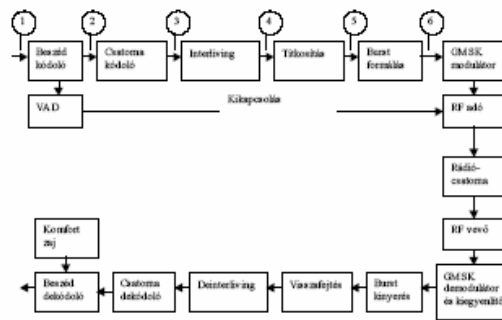 1 2 3 4 5 6
Beszéd
kódoló
Csatorna
kódoló
Interliving
Titkosítás
Burst
formálás
GMSK
modulátor
VAD
Kikapcsolás
RF adó
Rádió-
csatorna
RF vevő
Komfort
zaj
Beszéd
dekódoló
Csatorna
dekódoló
Deinterliving
Visszafejtés
Burst
kinyerés
GMSK
demodulátor
és kiegyenlítő